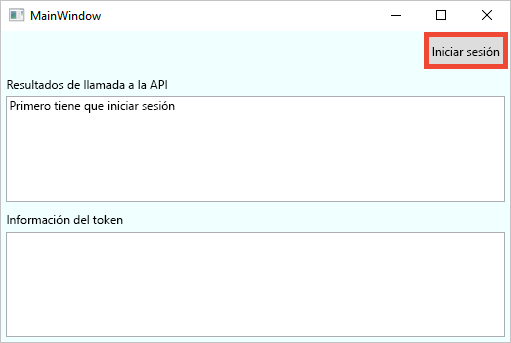 MainWindow
Iniciar sesión
Resultados de llamada a la API
Primero tiene que iniciar sesión
Información del token